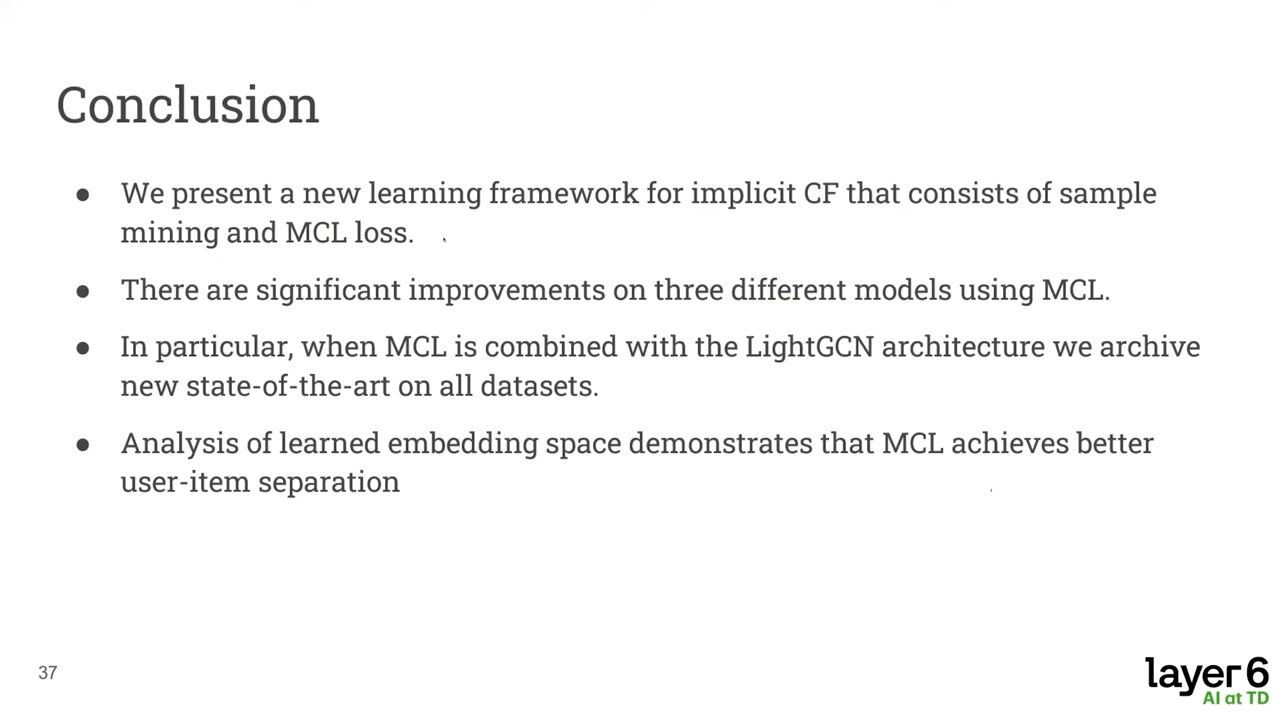 Conclusion
● We present a new learning framework for implicit CF that consists of sample
mining and MCL loss.
● There are significant improvements on three different models using MCL.
● In particular, when MCL is combined with the LightGCN architecture we archive
new state-of-the-art on all datasets.
● Analysis of learned embedding space demonstrates that MCL achieves better
user-item separation
37
layer 6
AI at TD